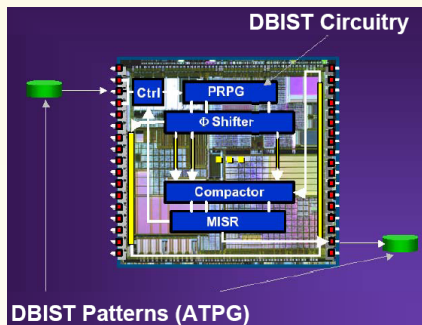 DBIST Circuitry
Ctrl
PRPG
Φ Shifter
Compactor
MISR
DBIST Patterns (ATPG)